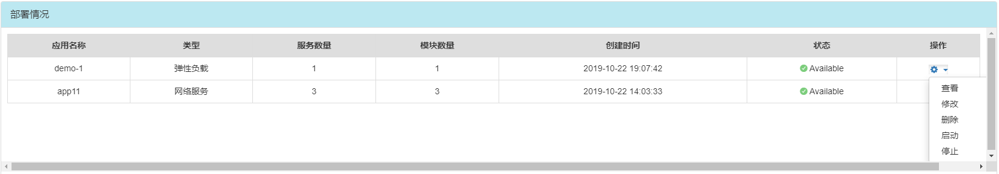 部署情况
应用名称 类型 服务数量 模块数量 创建时间 状态 操作
demo-1 弹性负载 1 1 2019-10-22 19:07:42 Available
app11 网络服务 3 3 2019-10-22 14:03:33 Available
查看
修改
删除
启动
停止